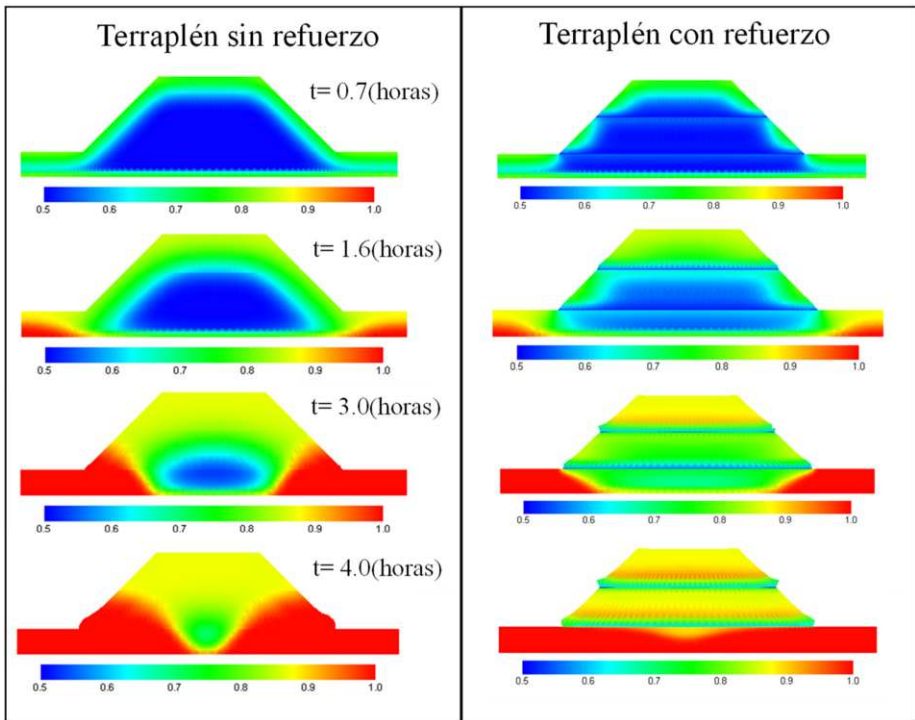 Terraplén sin refuerzo
t= 0.7(horas)
0.5 0.6 0.7 0.8 0.9 1.0
t= 1.6(horas)
0.5 0.6 0.7 0.8 0.9 1.0
t= 3.0(horas)
0.5 0.6 0.7 0.8 0.9 1.0
t= 4.0(horas)
0.5 0.6 0.7 0.8 0.9 1.0
Terraplén con refuerzo
0.5 0.6 0.7 0.8 0.9 1.0
0.5 0.6 0.7 0.8 0.9 1.0
0.5 0.6 0.7 0.8 0.9 1.0
0.5 0.6 0.7 0.8 0.9 1.0